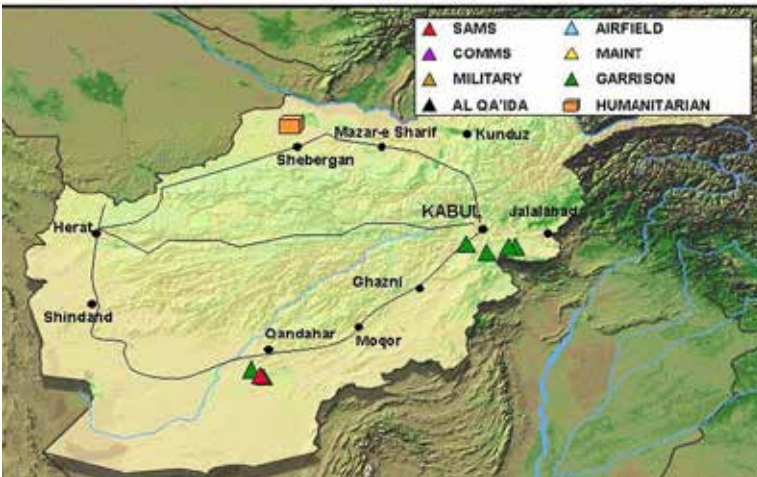 SAMS
AIRFIELD
COMMS
MAINT
MILITARY
GARRISON
AL QA'IDA
HUMANITARIAN
Mazar-e Sharif
Kunduz
Shebergan
KABUL
Jalalabad
Herat
Ghazni
Shindand
Qandahar
Moqor